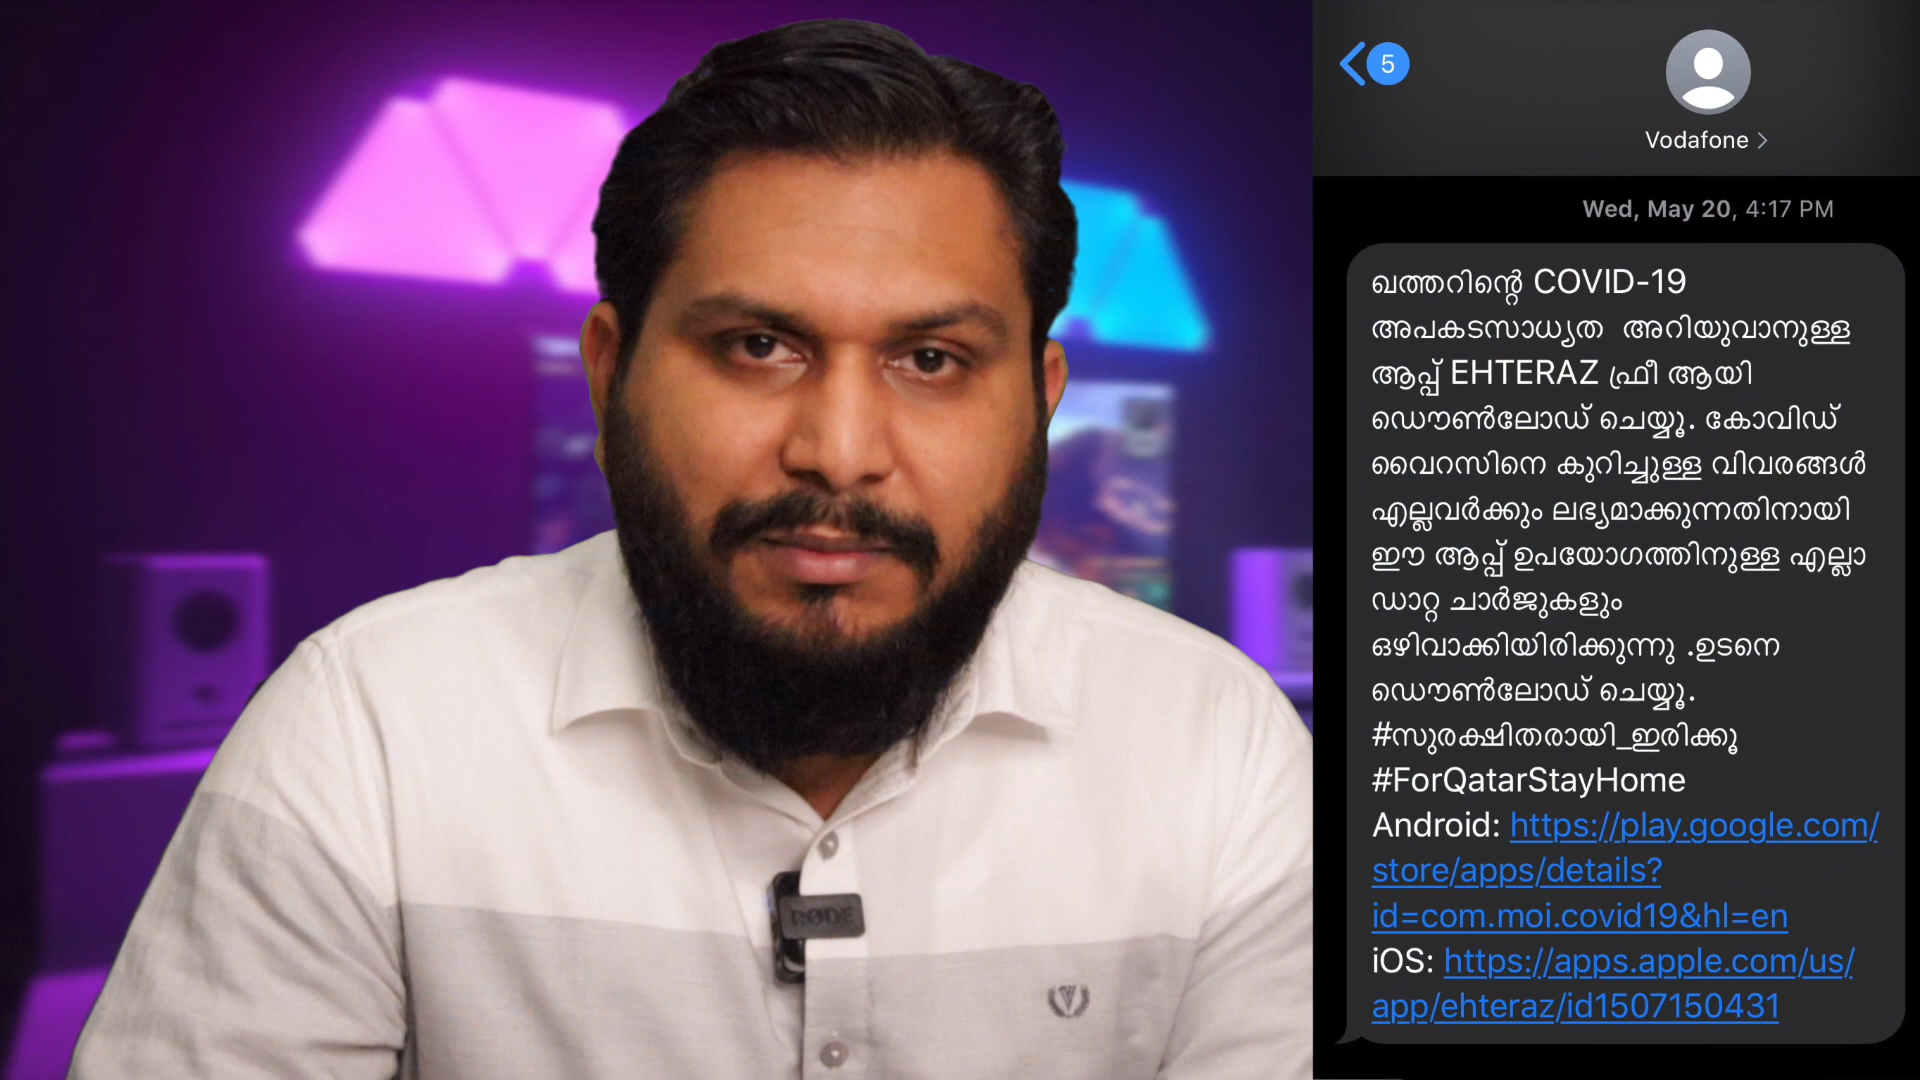 5
Vodafone
Wed, May 20, 4:17 PM
ഖത്തറിന്റെ COVID-19
അപകടസാധ്യത അറിയുവാനുള്ള
ആപ്പ് EHTERAZ ഫ്രീ ആയി
ഡൌൺലോഡ് ചെയ്യൂ. കോവിഡ്
വൈറസിനെ കുറിച്ചുള്ള വിവരങ്ങൾ
എല്ലവർക്കും ലഭ്യമാക്കുന്നതിനായി
ഈ ആപ്പ് ഉപയോഗത്തിനുള്ള എല്ലാ
ഡാറ്റ ചാർജുകളും
ഒഴിവാക്കിയിരിക്കുന്നു .ഉടനെ
ഡൌൺലോഡ് ചെയ്യൂ.
#സുരക്ഷിതരായി_ഇരിക്കൂ
#ForQatarStayHome
Android: https://play.google.com/
store/apps/details?
id=com.moi.covid19&hl=en
iOS: https://apps.apple.com/us/
app/ehteraz/id1507150431
RØDE